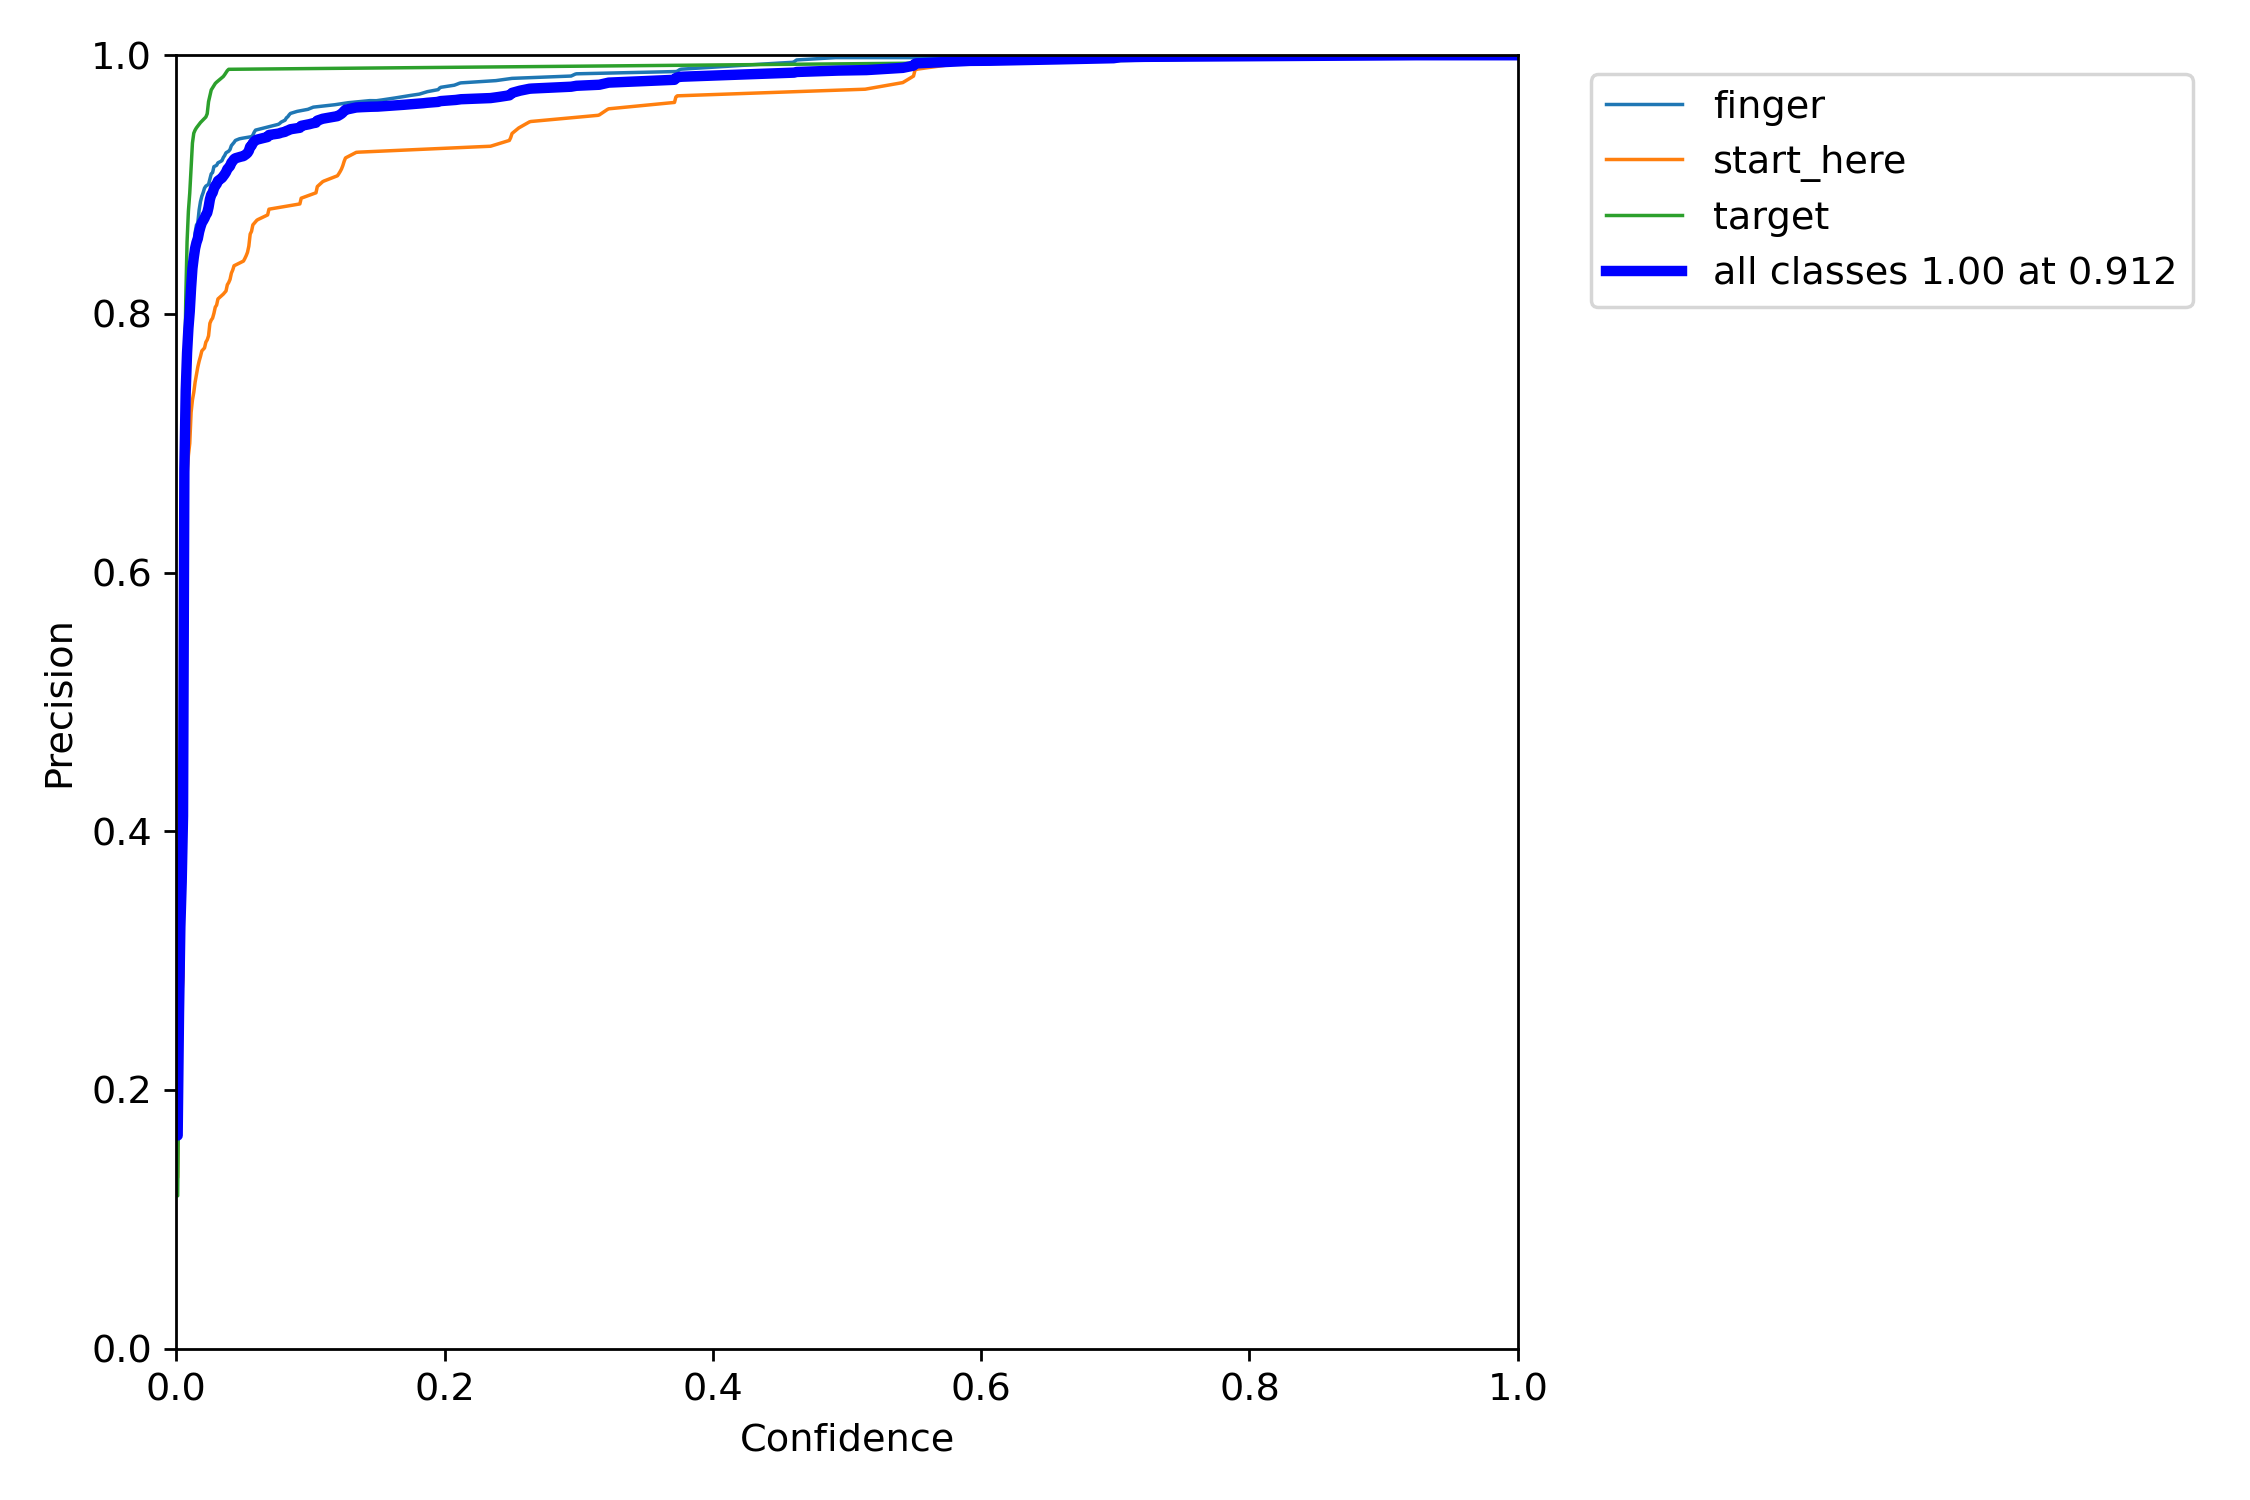 1.0
0.8
0.6
0.4
0.2
0.0
Precision
0.0 0.2 0.4 0.6 0.8 1.0
Confidence
finger
start_here
target
all classes 1.00 at 0.912